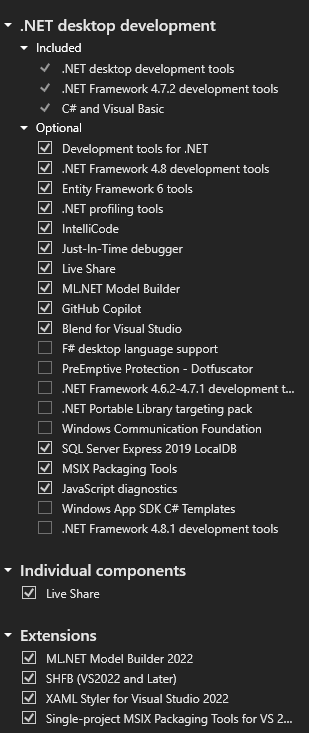 .NET desktop development
Included
.NET desktop development tools
.NET Framework 4.7.2 development tools
C# and Visual Basic
Optional
Development tools for .NET
.NET Framework 4.8 development tools
Entity Framework 6 tools
.NET profiling tools
IntelliCode
Just-In-Time debugger
Live Share
ML.NET Model Builder
GitHub Copilot
Blend for Visual Studio
F# desktop language support
PreEmptive Protection - Dotfuscator
.NET Framework 4.6.2-4.7.1 development t...
.NET Portable Library targeting pack
Windows Communication Foundation
SQL Server Express 2019 LocalDB
MSIX Packaging Tools
JavaScript diagnostics
Windows App SDK C# Templates
.NET Framework 4.8.1 development tools
Individual components
Live Share
Extensions
ML.NET Model Builder 2022
SHFB (VS2022 and Later)
XAML Styler for Visual Studio 2022
Single-project MSIX Packaging Tools for VS 2...